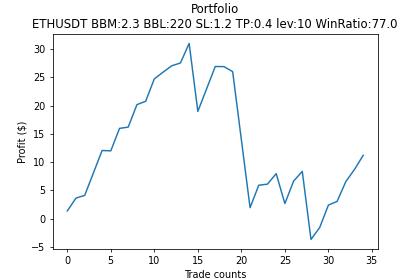 Portfolio
ETHUSDT BBM:2.3 BBL:220 SL:1.2 TP:0.4 lev:10 WinRatio:77.0
Profit ($)
30
25
20
15
10
5
0
−5
0 5 10 15 20 25 30 35
Trade counts